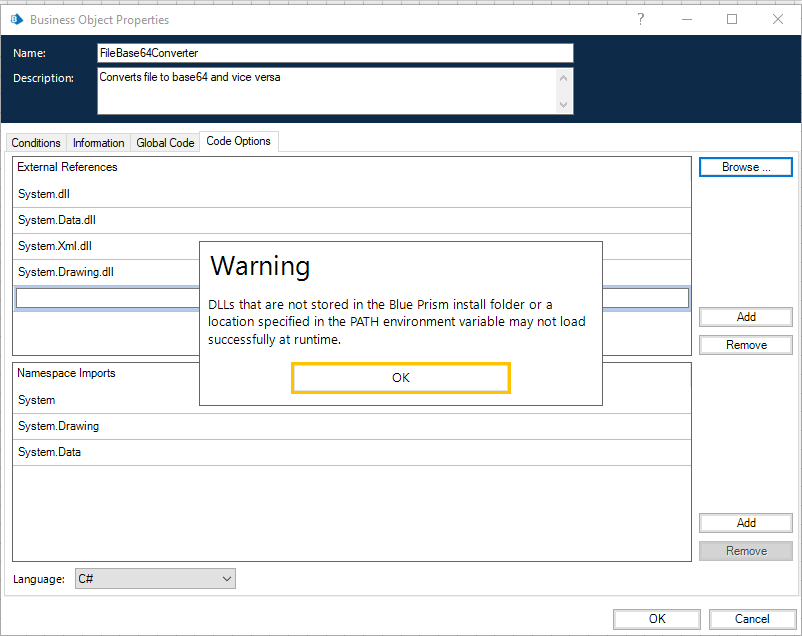 Business Object Properties
?
Name:
FileBase64Converter
Description:
Converts file to base64 and vice versa
Conditions
Information
Global Code
Code Options
External References
Browse ...
System.dll
System.Data.dll
System.Xml.dll
System.Drawing.dll
Warning
DLLs that are not stored in the Blue Prism install folder or a
location specified in the PATH environment variable may not load
successfully at runtime.
OK
Add
Remove
Namespace Imports
System
System.Drawing
System.Data
Add
Remove
Language:
C#
OK
Cancel